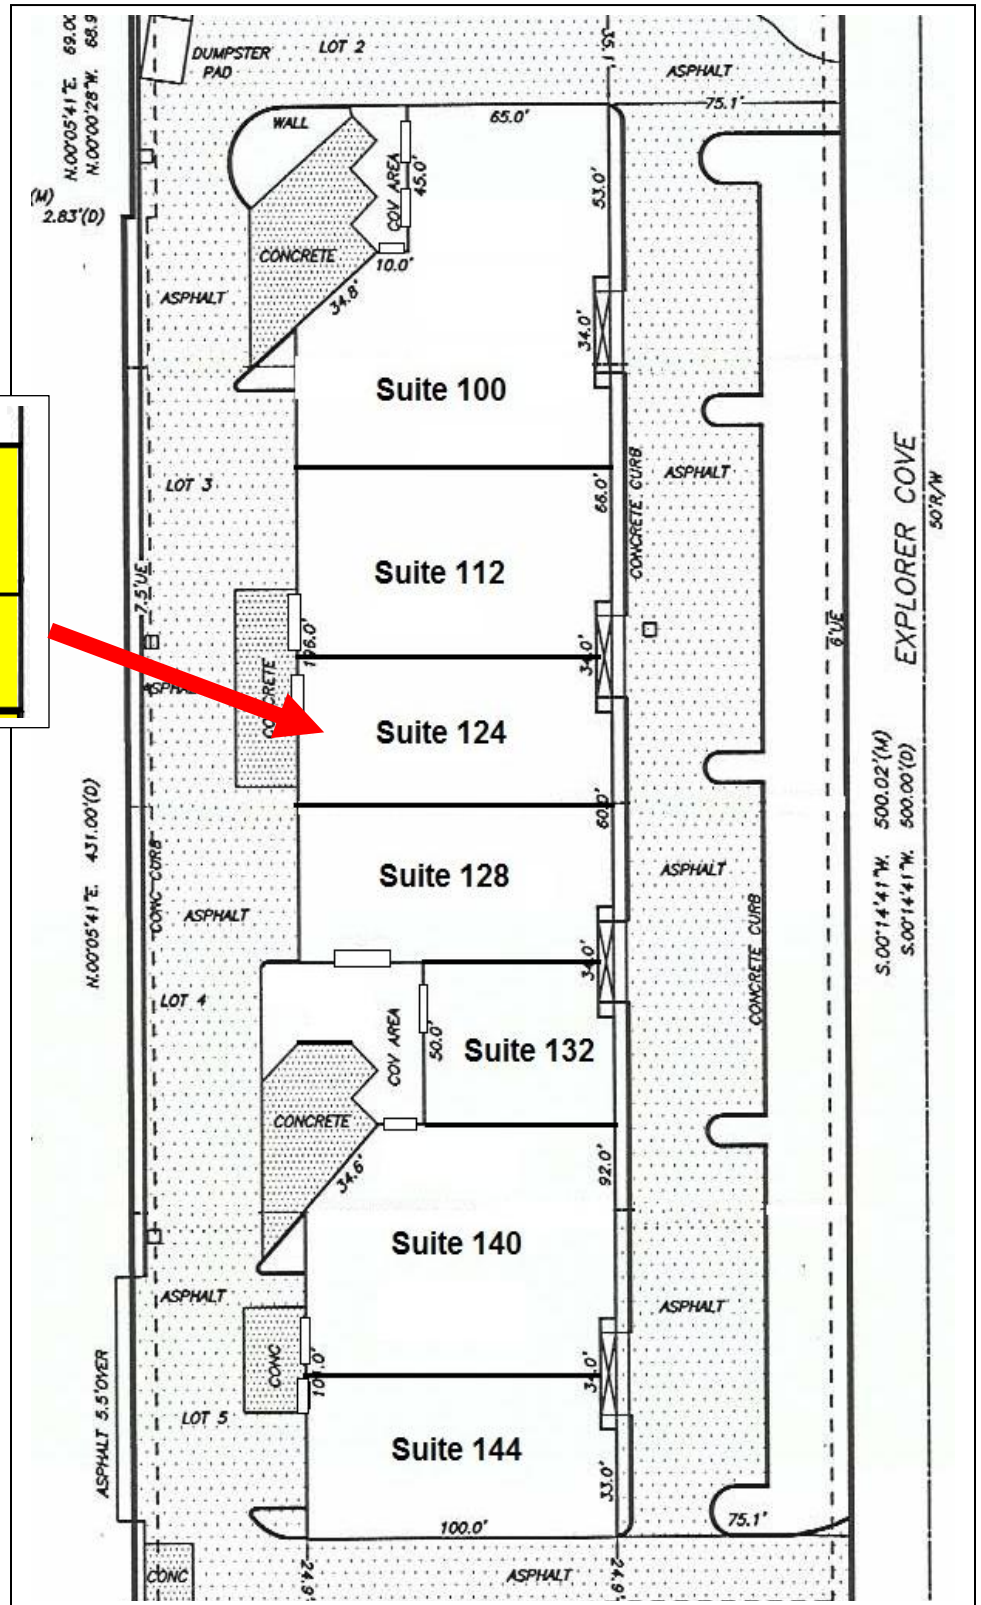 N.00°05'41"E. 69.00
N.00°00'28"W. 68.9
(M)
2.83'(D)
DUMPSTER
PAD
LOT 2
35.1'
ASPHALT
75.1'
WALL
65.0'
COV AREA
45.0'
53.0'
CONCRETE
10.0'
34.8'
ASPHALT
34.0'
Suite 100
LOT 3
66.0'
CONCRETE CURB
ASPHALT
EXPLORER COVE
50'R/W
Suite 112
7.5'UE
196.0'
34.0'
6'UE
ASPHALT
CONCRETE
Suite 124
S.00°14'41"W. 500.02'(M)
S.00°14'41"W. 500.00'(D)
N.00°05'41"E. 431.00'(D)
60.0'
CONC CURB
Suite 128
ASPHALT
ASPHALT
CONCRETE CURB
34.0'
LOT 4
COV AREA
50.0'
Suite 132
CONCRETE
34.6'
92.0'
Suite 140
ASPHALT
ASPHALT
CONC
34.0'
ASPHALT 5.5'OVER
LOT 5
Suite 144
33.0'
100.0'
75.1'
CONC
24.9'
24.9'
ASPHALT